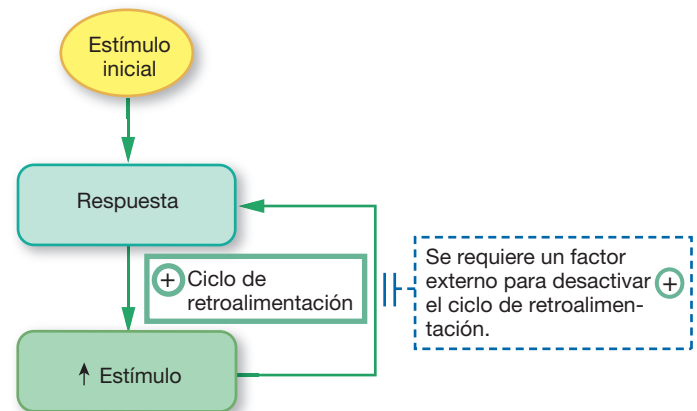 Estímulo
inicial
Respuesta
+ Ciclo de
retroalimentación
Se requiere un factor
externo para desactivar +
el ciclo de retroalimen-
tación.
↑ Estímulo